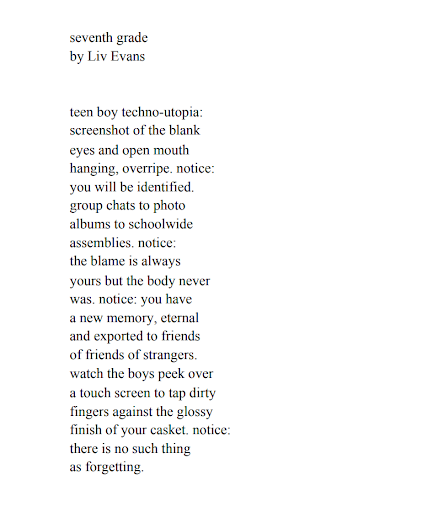 seventh grade
by Liv Evans
teen boy techno-utopia:
screenshot of the blank
eyes and open mouth
hanging, overripe. notice:
you will be identified.
group chats to photo
albums to schoolwide
assemblies. notice:
the blame is always
yours but the body never
was. notice: you have
a new memory, eternal
and exported to friends
of friends of strangers.
watch the boys peek over
a touch screen to tap dirty
fingers against the glossy
finish of your casket. notice:
there is no such thing
as forgetting.